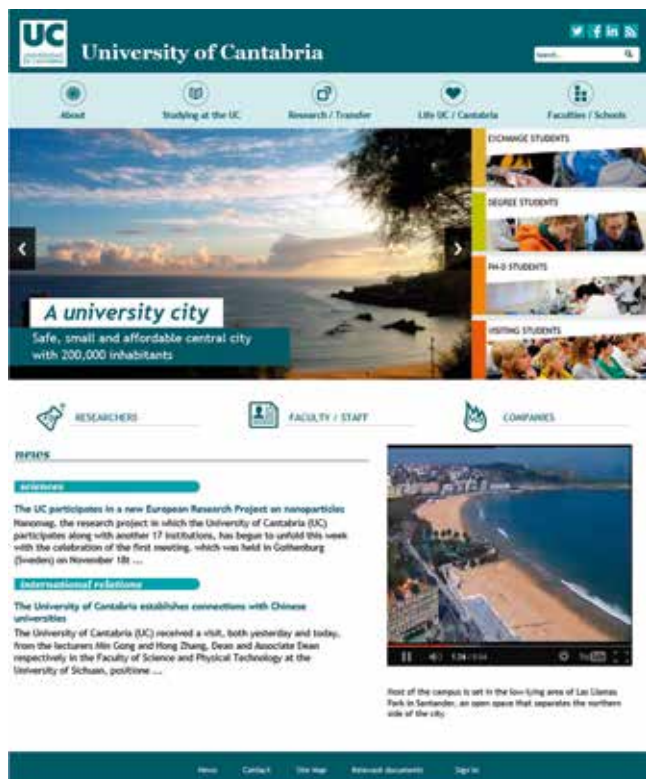 UC
UNIVERSIDAD
DE CANTABRIA
University of Cantabria
Search...
About
Studying at the UC
Research / Transfer
Life UC / Cantabria
Faculties / Schools
EXCHANGE STUDENTS
DEGREE STUDENTS
PH-D STUDENTS
VISITING STUDENTS
A university city
Safe, small and affordable central city
with 200,000 inhabitants
RESEARCHERS
FACULTY / STAFF
COMPANIES
news
sciences
The UC participates in a new European Research Project on nanoparticles
Nanomag, the research project in which the University of Cantabria (UC)
participates along with another 17 institutions, has begun to unfold this week
with the celebration of the first meeting, which was held in Gothenburg
(Sweden) on November 18t ...
international relations
The University of Cantabria establishes connections with Chinese
universities
The University of Cantabria (UC) received a visit, both yesterday and today,
from the lecturers Min Gong and Hong Zhang, Dean and Associate Dean
respectively in the Faculty of Science and Physical Technology at the
University of Sichuan, positione ...
Most of the campus is set in the low-lying area of Las Llamas
Park in Santander, an open space that separates the northern
side of the city.
News
Contact
Site map
Relevant documents
Sign in